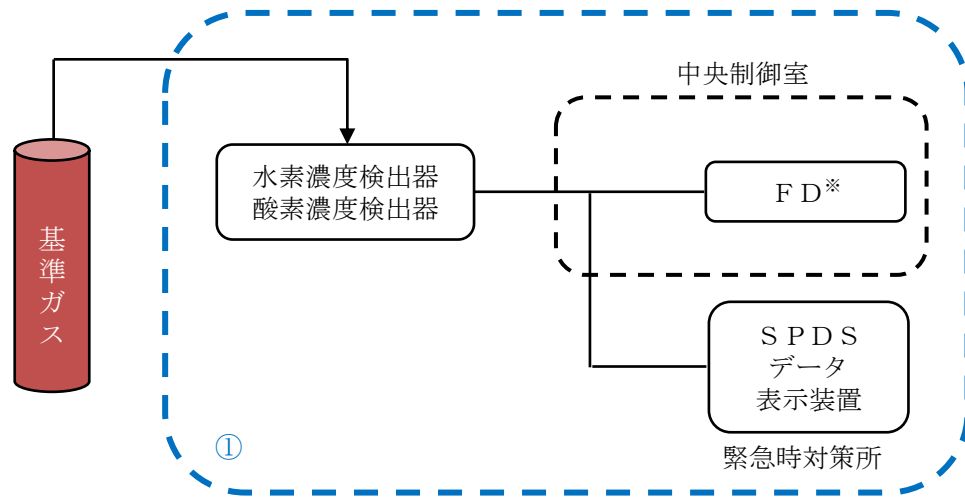 中央制御室
水素濃度検出器
酸素濃度検出器
ＦＤ※
基準ガス
ＳＰＤＳ
データ
表示装置
①
緊急時対策所